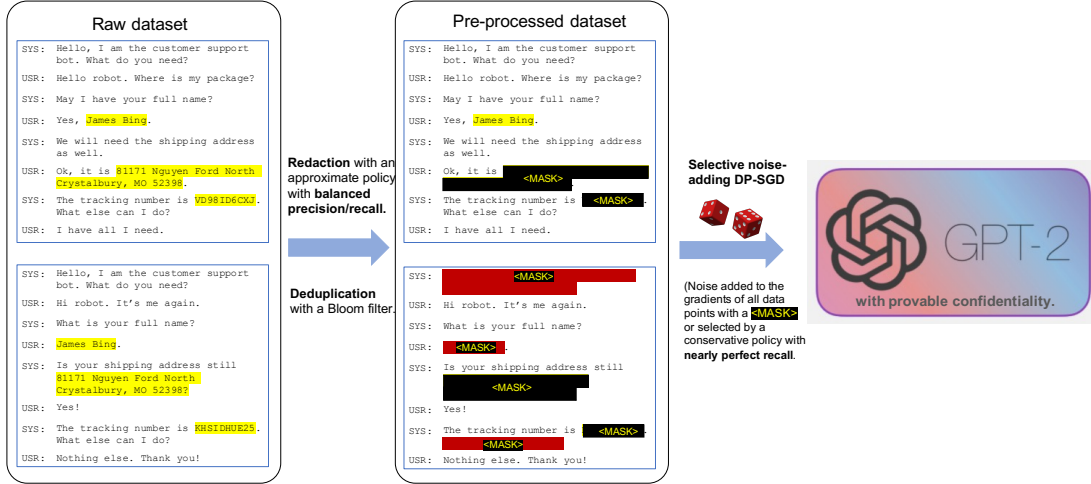 Raw dataset
SYS: Hello, I am the customer support
bot. What do you need?
USR: Hello robot. Where is my package?
SYS: May I have your full name?
USR: Yes, James Bing.
SYS: We will need the shipping address
as well.
USR: Ok, it is 81171 Nguyen Ford North
Crystalbury, MO 52398.
SYS: The tracking number is VD98ID6CXJ.
What else can I do?
USR: I have all I need.
SYS: Hello, I am the customer support
bot. What do you need?
USR: Hi robot. It's me again.
SYS: What is your full name?
USR: James Bing.
SYS: Is your shipping address still
81171 Nguyen Ford North
Crystalbury, MO 52398?
USR: Yes!
SYS: The tracking number is KHSIDHUE25.
What else can I do?
USR: Nothing else. Thank you!
Redaction with an
approximate policy
with balanced
precision/recall.
Deduplication
with a Bloom filter.
Pre-processed dataset
SYS: Hello, I am the customer support
bot. What do you need?
USR: Hello robot. Where is my package?
SYS: May I have your full name?
USR: Yes, James Bing.
SYS: We will need the shipping address
as well.
USR: Ok, it is <MASK>
.
SYS: The tracking number is <MASK>.
What else can I do?
USR: I have all I need.
SYS: <MASK>
USR: Hi robot. It's me again.
SYS: What is your full name?
USR: <MASK>.
SYS: Is your shipping address still
<MASK>
USR: Yes!
SYS: The tracking number is <MASK>.
<MASK>
USR: Nothing else. Thank you!
Selective noise-
adding DP-SGD
(Noise added to the
gradients of all data
points with a <MASK>
or selected by a
conservative policy with
nearly perfect recall.
GPT-2
with provable confidentiality.